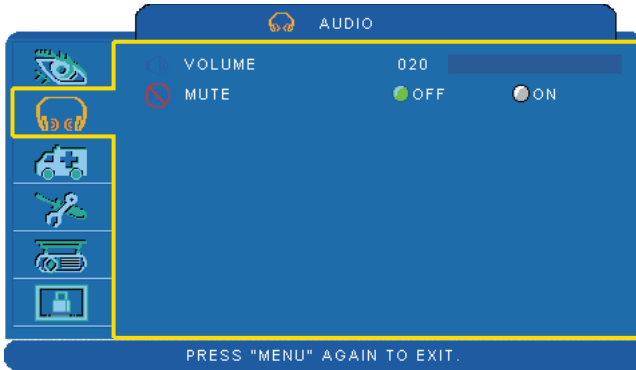 AUDIO
VOLUME 020
MUTE OFF ON
PRESS "MENU" AGAIN TO EXIT.